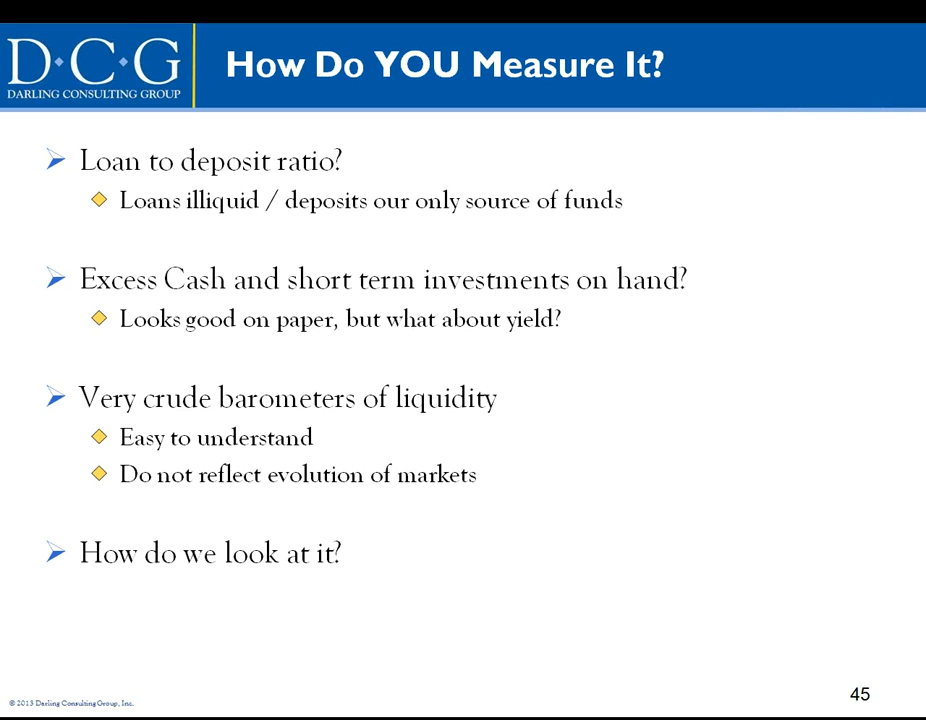 D·C·G
DARLING CONSULTING GROUP
How Do YOU Measure It?
Loan to deposit ratio?
Loans illiquid / deposits our only source of funds
Excess Cash and short term investments on hand?
Looks good on paper, but what about yield?
Very crude barometers of liquidity
Easy to understand
Do not reflect evolution of markets
How do we look at it?
45
© 2013 Darling Consulting Group, Inc.